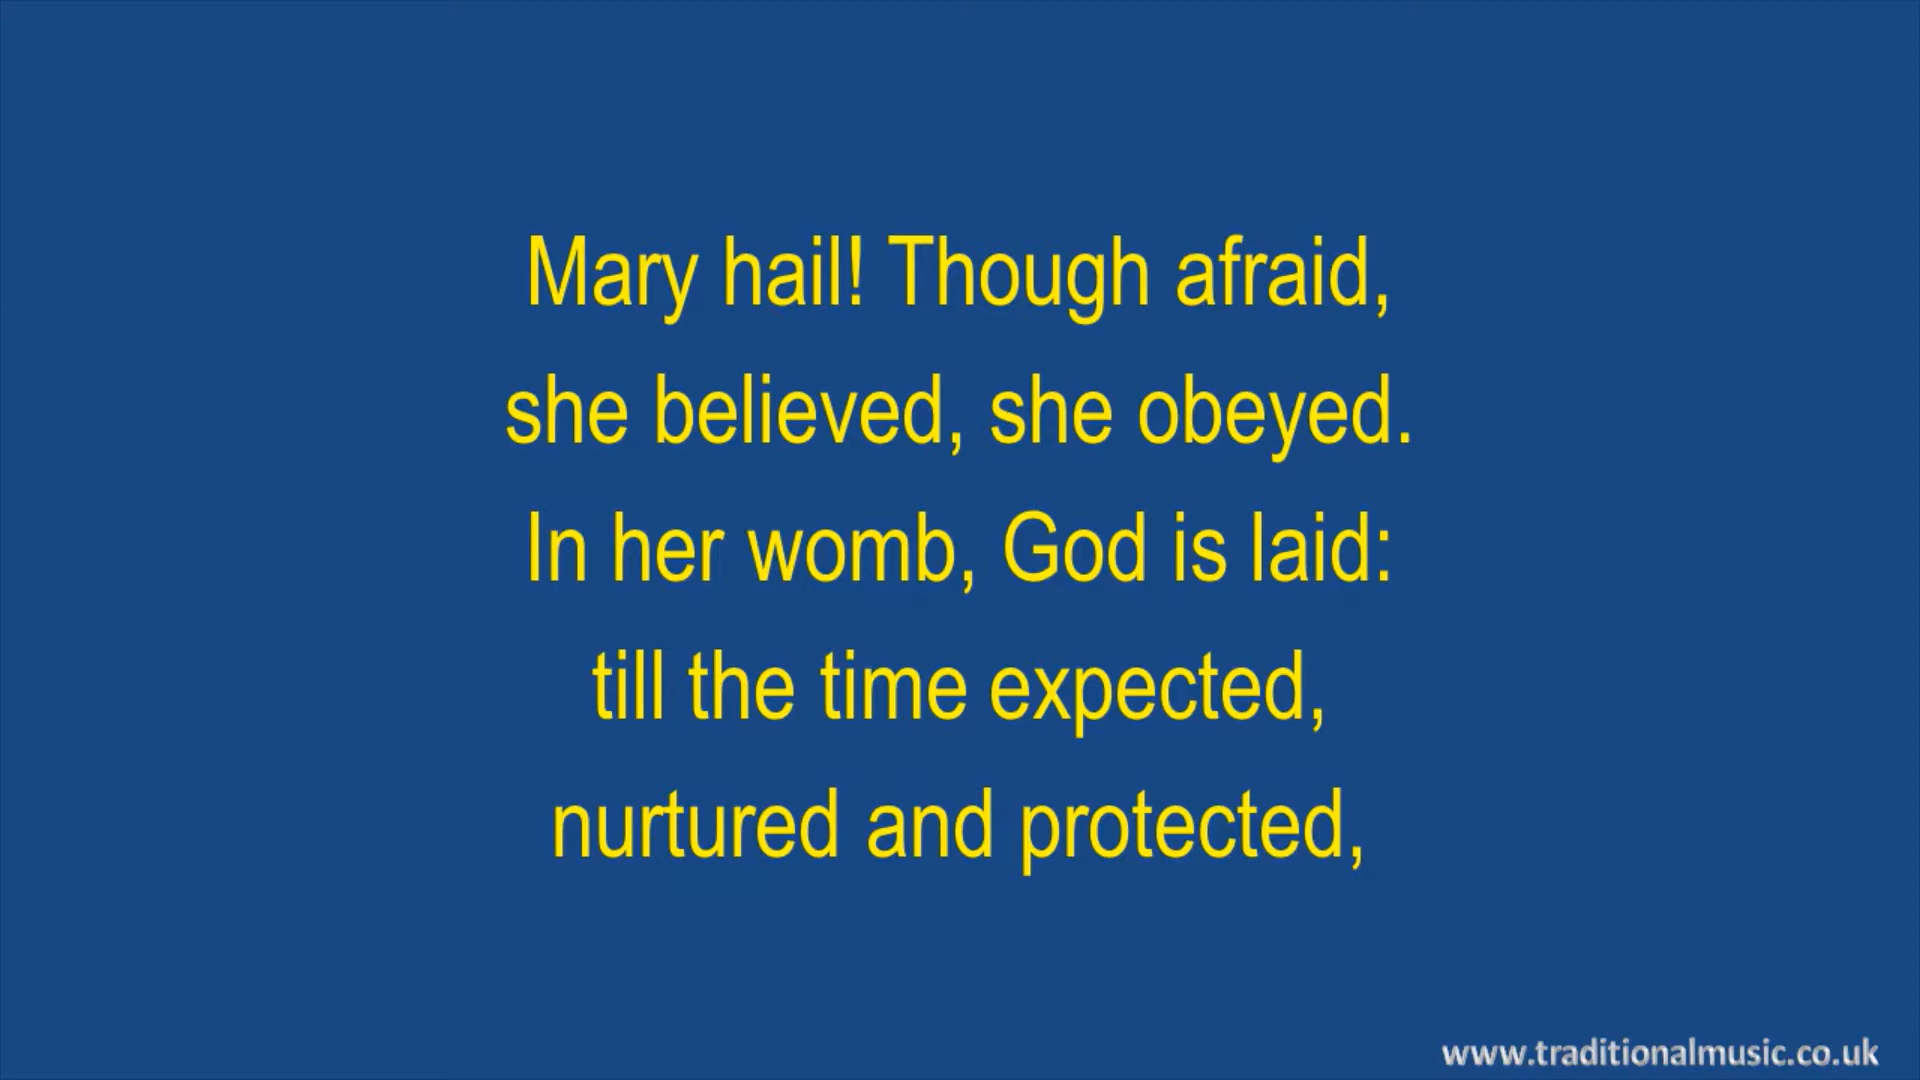 Mary hail! Though afraid,
she believed, she obeyed.
In her womb, God is laid:
till the time expected,
nurtured and protected,
www.traditionalmusic.co.uk